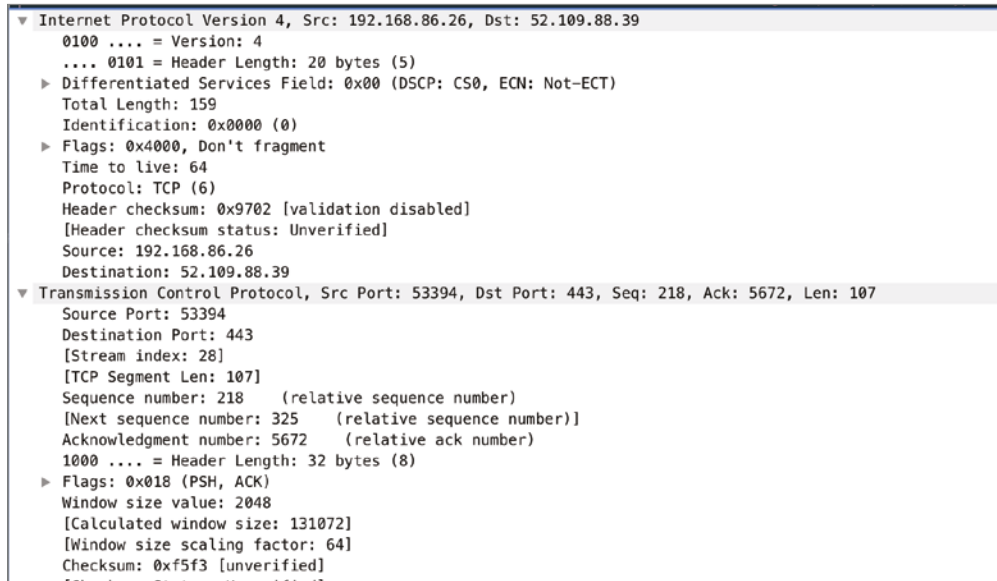 Internet Protocol Version 4, Src: 192.168.86.26, Dst: 52.109.88.39
0100 .... = Version: 4
.... 0101 = Header Length: 20 bytes (5)
Differentiated Services Field: 0x00 (DSCP: CS0, ECN: Not-ECT)
Total Length: 159
Identification: 0x0000 (0)
Flags: 0x4000, Don't fragment
Time to live: 64
Protocol: TCP (6)
Header checksum: 0x9702 [validation disabled]
[Header checksum status: Unverified]
Source: 192.168.86.26
Destination: 52.109.88.39
Transmission Control Protocol, Src Port: 53394, Dst Port: 443, Seq: 218, Ack: 5672, Len: 107
Source Port: 53394
Destination Port: 443
[Stream index: 28]
[TCP Segment Len: 107]
Sequence number: 218    (relative sequence number)
[Next sequence number: 325    (relative sequence number)]
Acknowledgment number: 5672    (relative ack number)
1000 .... = Header Length: 32 bytes (8)
Flags: 0x018 (PSH, ACK)
Window size value: 2048
[Calculated window size: 131072]
[Window size scaling factor: 64]
Checksum: 0xf5f3 [unverified]